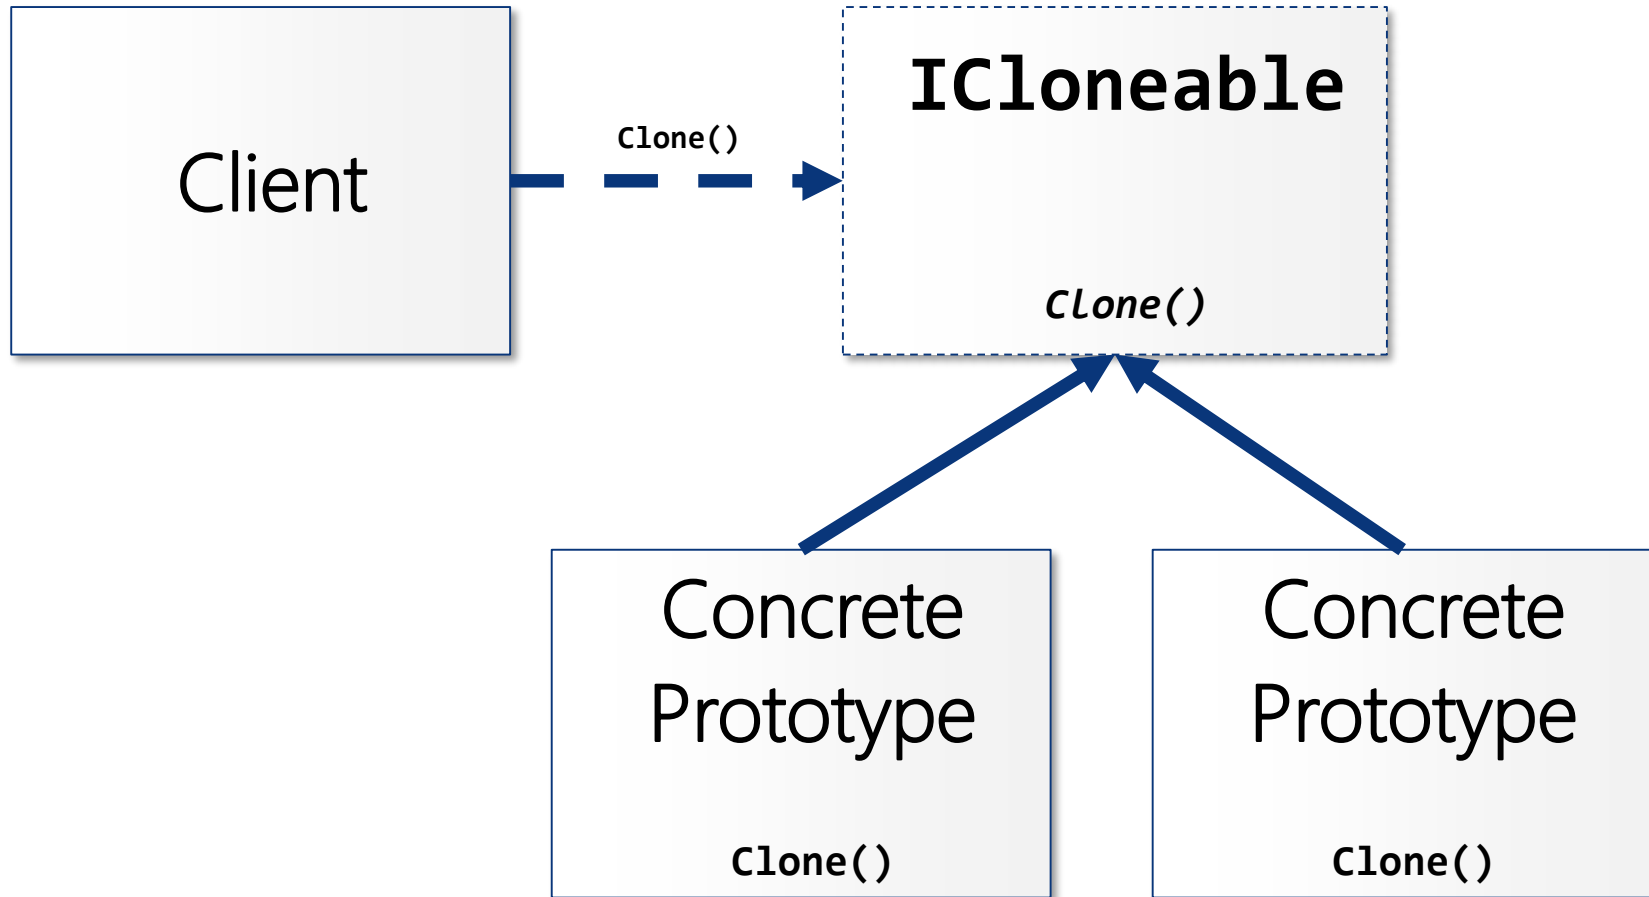 Client
Clone()
ICloneable
Clone()
Concrete
Prototype
Clone()
Concrete
Prototype
Clone()